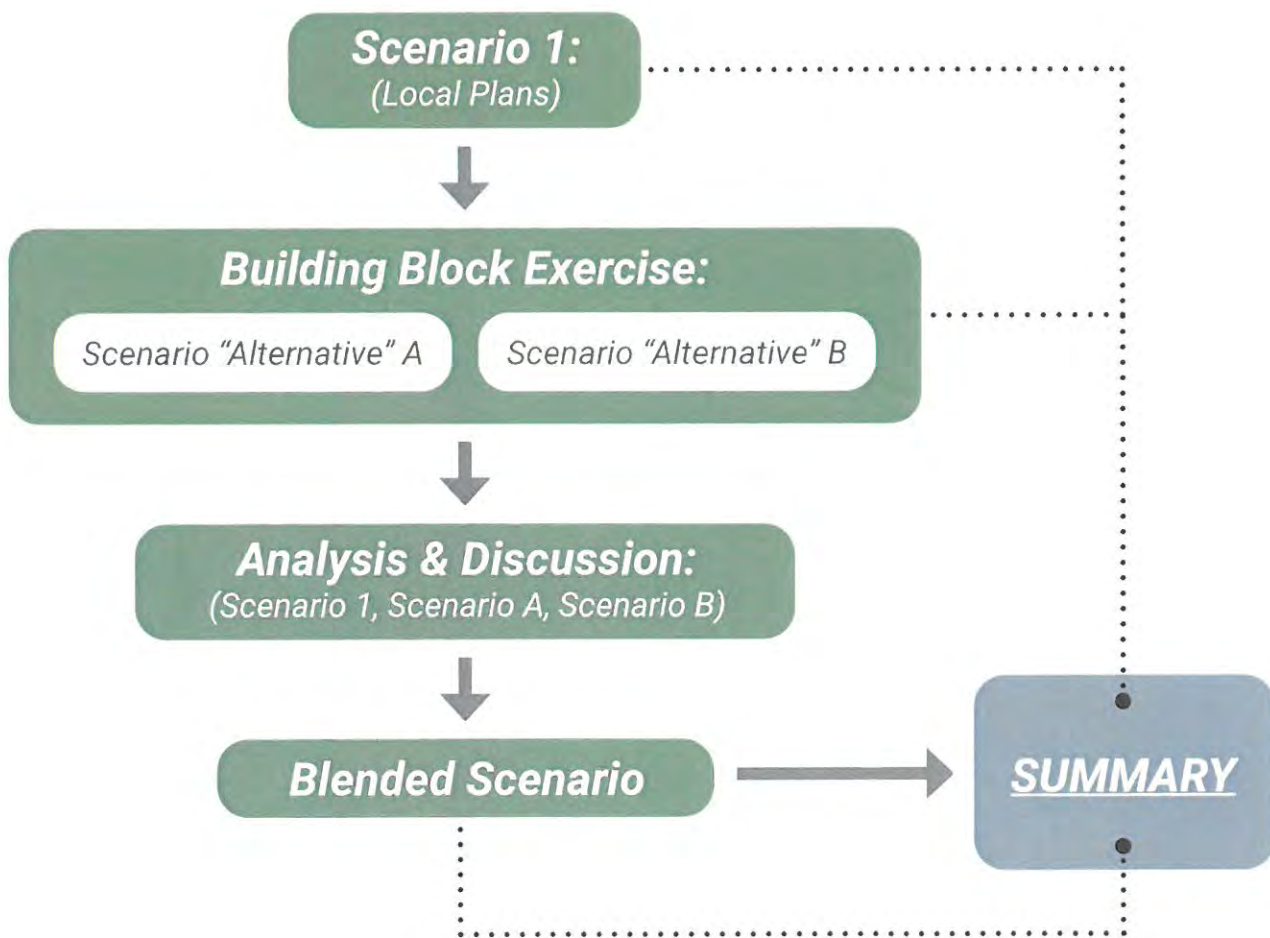 Scenario 1:
(Local Plans)
Building Block Exercise:
Scenario “Alternative” A
Scenario “Alternative” B
Analysis & Discussion:
(Scenario 1, Scenario A, Scenario B)
Blended Scenario
SUMMARY